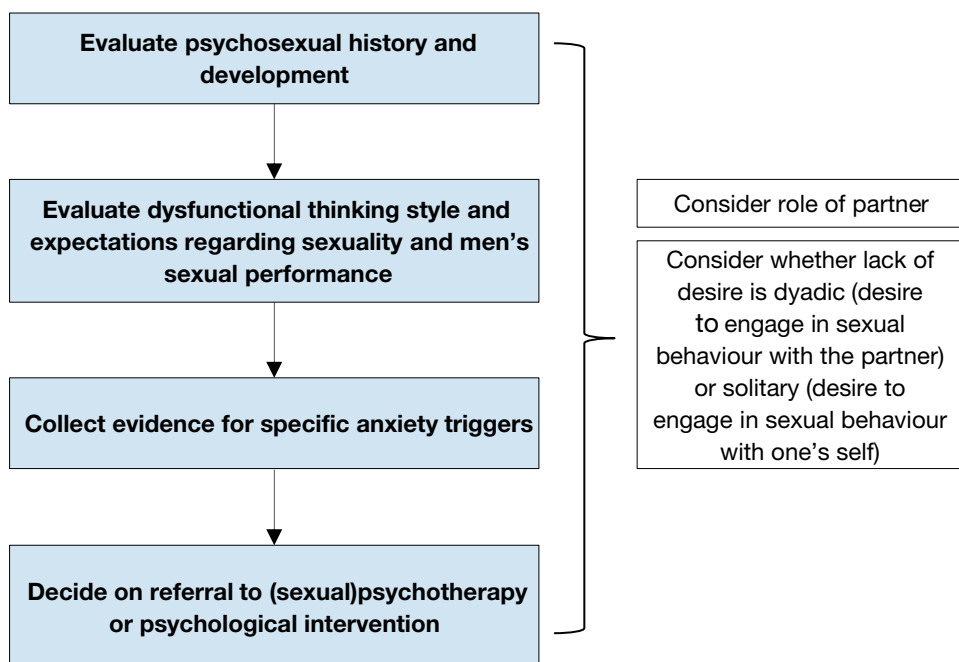 Evaluate psychosexual history and
development
Evaluate dysfunctional thinking style and
expectations regarding sexuality and men’s
sexual performance
Collect evidence for specific anxiety triggers
Decide on referral to (sexual)psychotherapy
or psychological intervention
Consider role of partner
Consider whether lack of
desire is dyadic (desire
to engage in sexual
behaviour with the partner)
or solitary (desire to
engage in sexual behaviour
with one’s self)